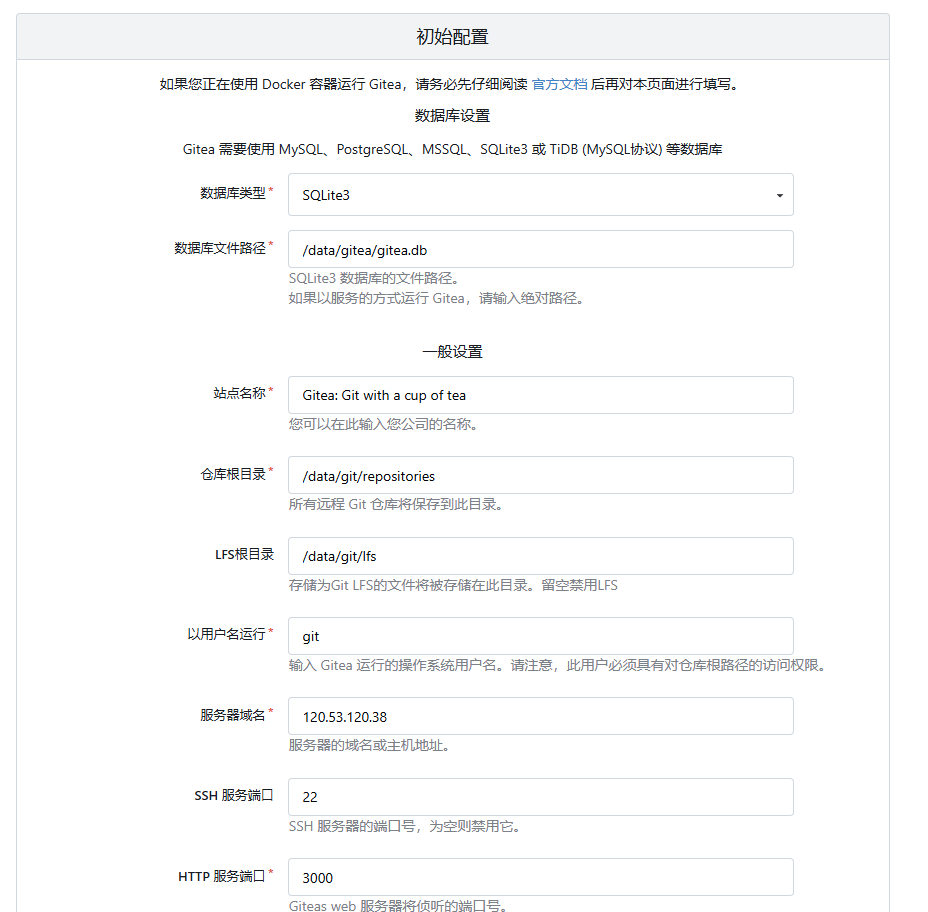 初始配置
如果您正在使用 Docker 容器运行 Gitea，请务必先仔细阅读 官方文档 后再对本页面进行填写。
数据库设置
Gitea 需要使用 MySQL、PostgreSQL、MSSQL、SQLite3 或 TiDB (MySQL协议) 等数据库
数据库类型* SQLite3
数据库文件路径* /data/gitea/gitea.db
SQLite3 数据库的文件路径。
如果以服务的方式运行 Gitea，请输入绝对路径。
一般设置
站点名称* Gitea: Git with a cup of tea
您可以在此输入您公司的名称。
仓库根目录* /data/git/repositories
所有远程 Git 仓库将保存到此目录。
LFS根目录 /data/git/lfs
存储为Git LFS的文件将被存储在此目录。留空禁用LFS
以用户名运行* git
输入 Gitea 运行的操作系统用户名。请注意，此用户必须具有对仓库根路径的访问权限。
服务器域名* 120.53.120.38
服务器的域名或主机地址。
SSH 服务端口 22
SSH 服务器的端口号，为空则禁用它。
HTTP 服务端口* 3000
Giteas web 服务器将侦听的端口号。